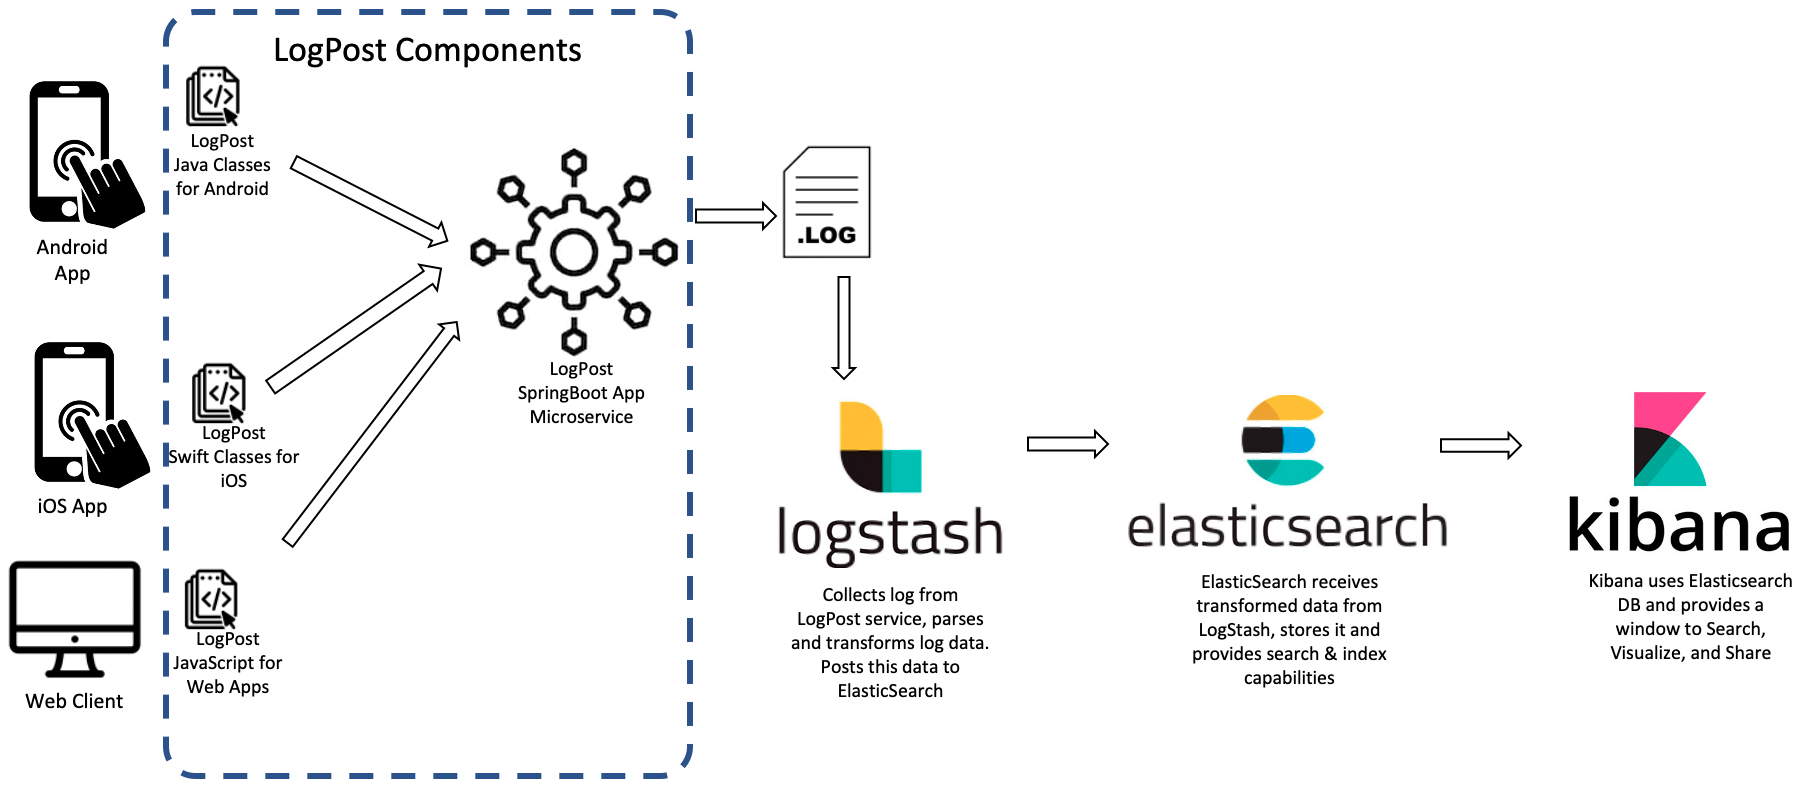 LogPost Components
LogPost
Java Classes
for Android
Android
App
LogPost
SpringBoot App
Microservice
.LOG
LogPost
Swift Classes for
iOS
iOS App
LogPost
JavaScript for
Web Apps
Web Client
logstash
Collects log from
LogPost service, parses
and transforms log data.
Posts this data to
ElasticSearch
elasticsearch
ElasticSearch receives
transformed data from
LogStash, stores it and
provides search & index
capabilities
kibana
Kibana uses Elasticsearch
DB and provides a
window to Search,
Visualize, and Share